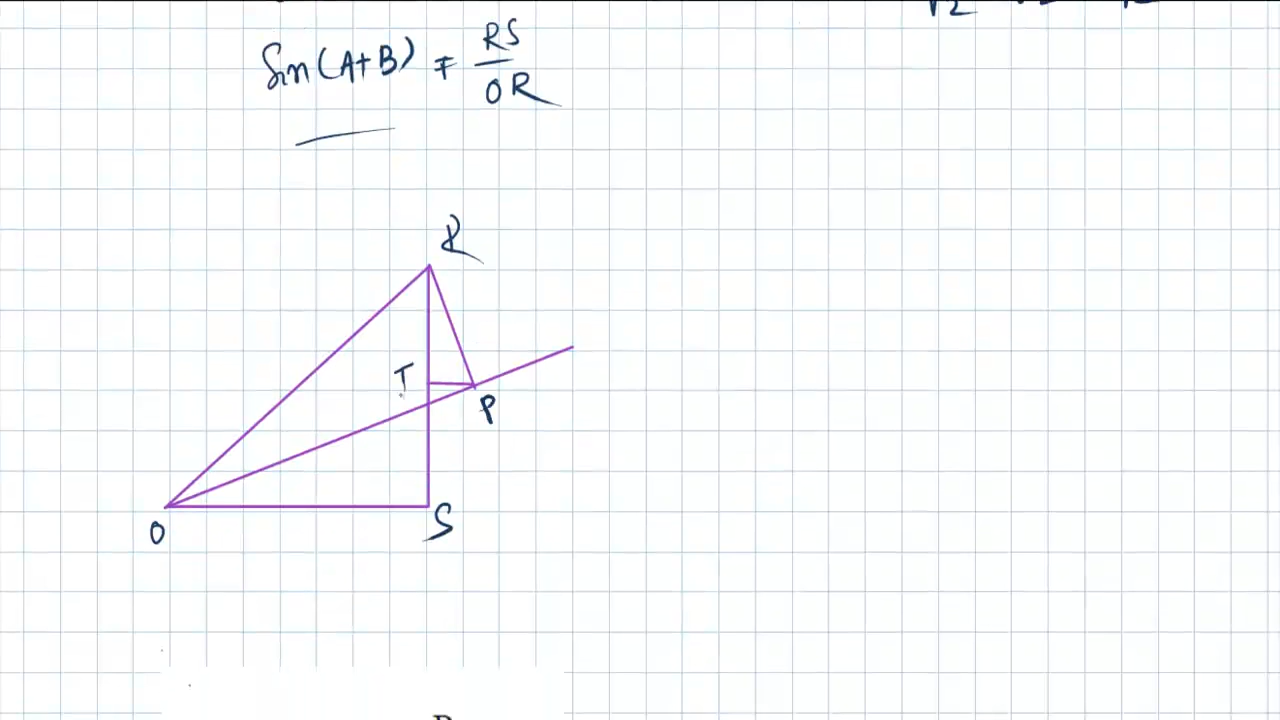 Sin(A+B) = RS/OR
R
T
P
O
S